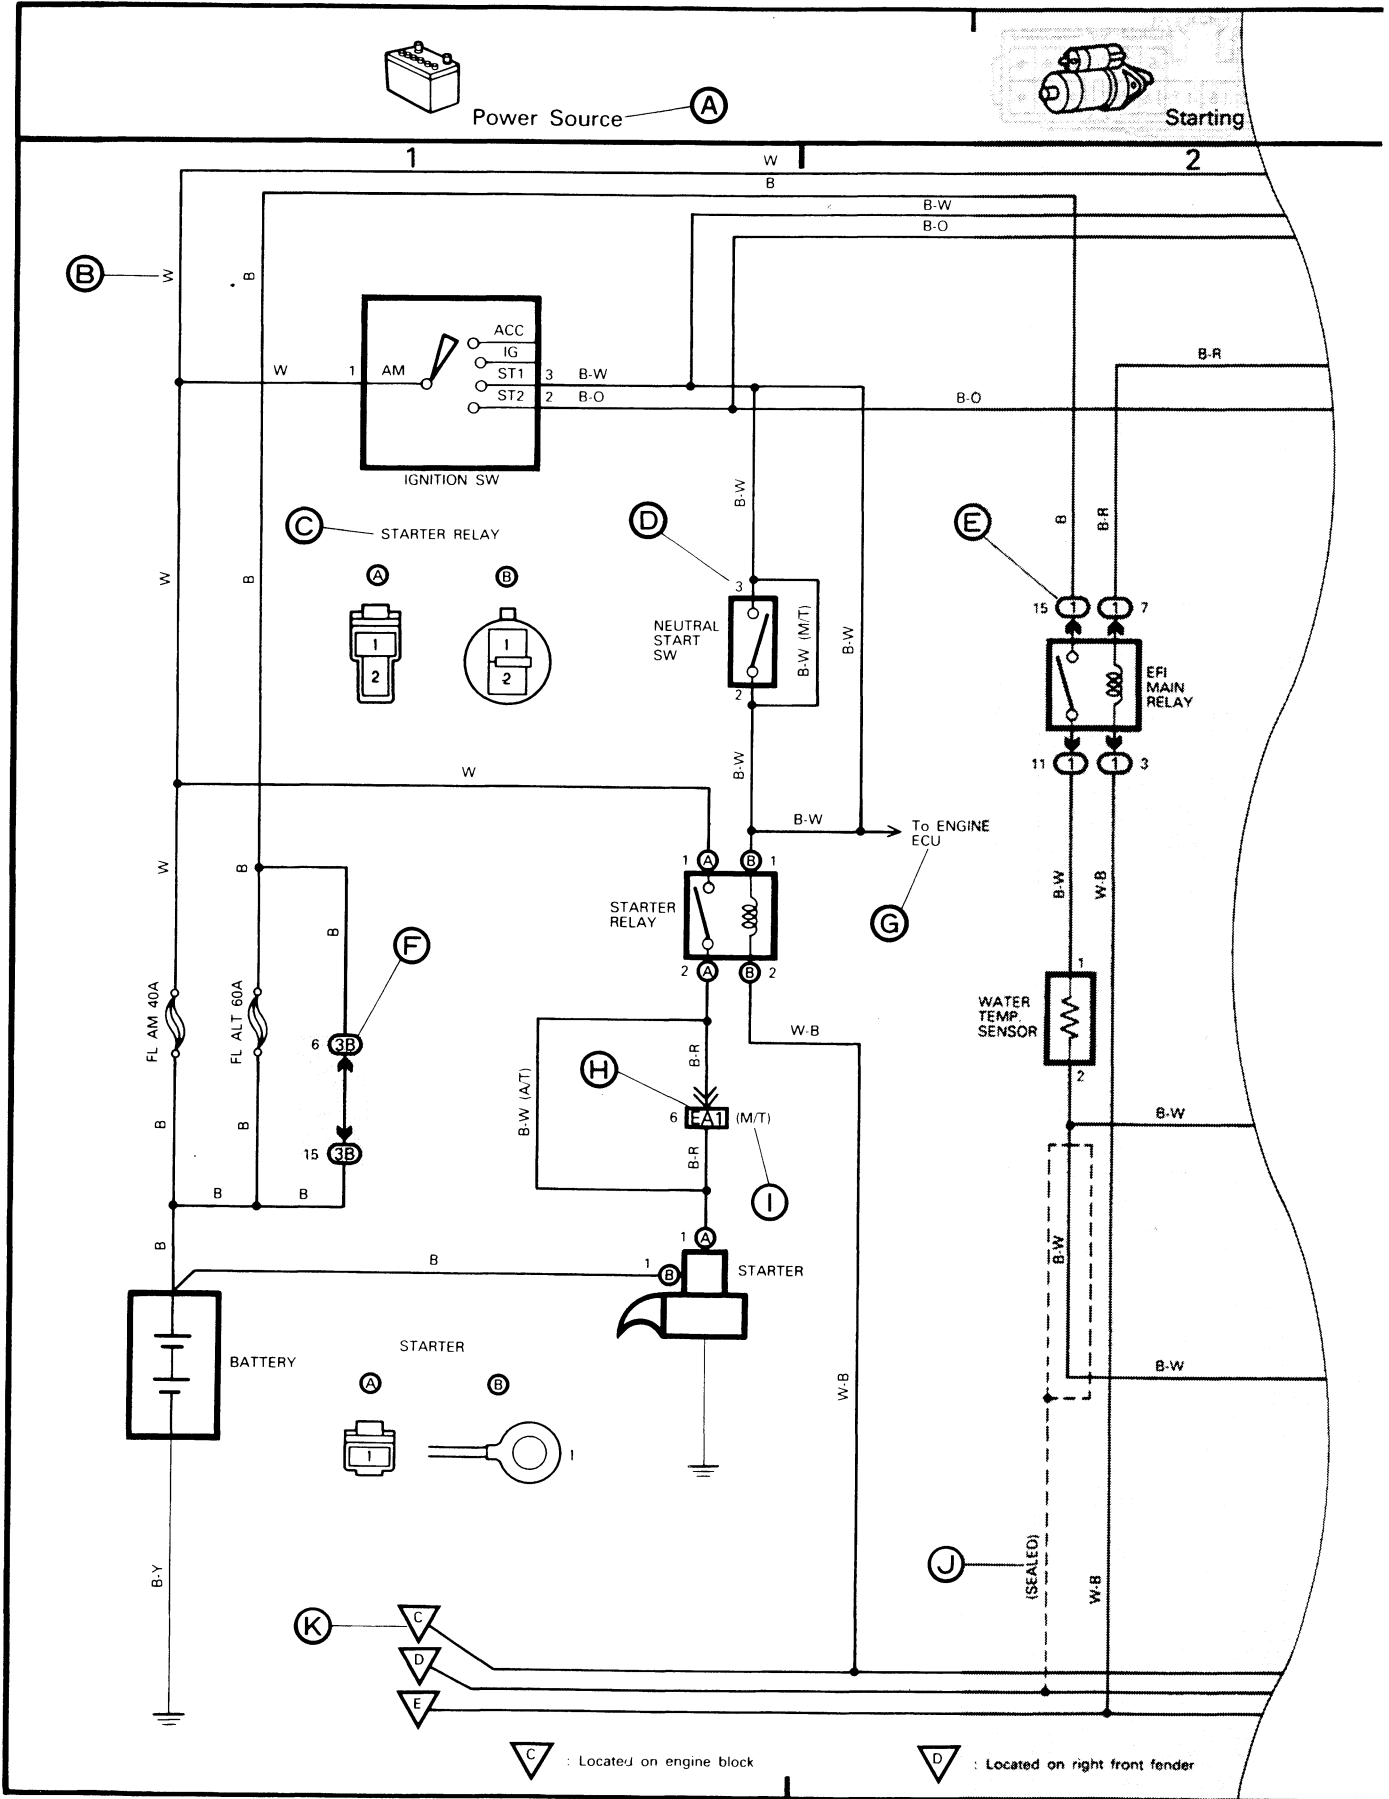 Power Source
A
Starting
1
2
W
B
B-W
B-O
B
W
B
ACC
IG
ST1
ST2
W
1
AM
3
B-W
2
B-O
B-R
B-O
IGNITION SW
C
STARTER RELAY
D
E
B-W
B
B-R
A
B
1
2
1
2
W
B
3
NEUTRAL
START
SW
2
B-W (M/T)
B-W
15
1
1
7
EFI
MAIN
RELAY
11
1
1
3
B-W
W
B-W
To ENGINE
ECU
G
1
A
B
1
STARTER
RELAY
2
A
B
2
W
B
B
F
B-W
W-B
FL AM 40A
FL ALT 60A
6
3B
15
3B
W-B
1
WATER
TEMP.
SENSOR
2
H
B-R
B-W (A/T)
6
EA1
(M/T)
B-R
I
B
B
B
B
B
B
B-W
1
A
1
B
STARTER
B-W
BATTERY
STARTER
A
B
1
1
B-W
W-B
B-Y
J
(SEALED)
W-B
K
C
D
E
C
: Located on engine block
D
: Located on right front fender